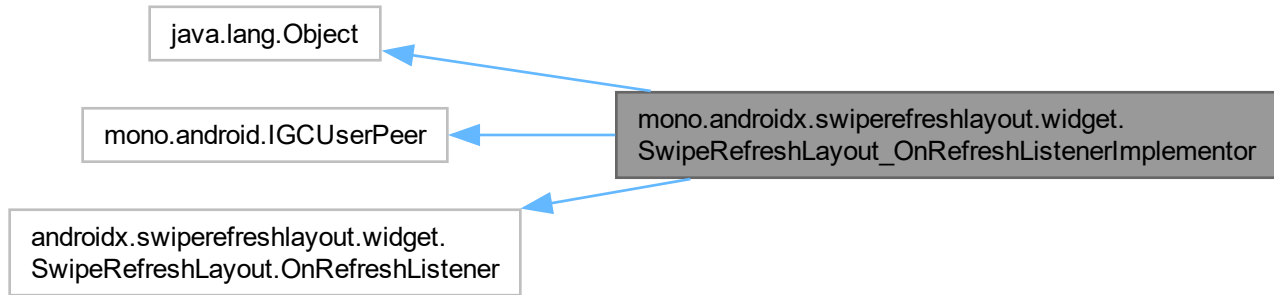 java.lang.Object
mono.android.IGCUserPeer
androidx.swiperefreshlayout.widget.
SwipeRefreshLayout.OnRefreshListener
mono.androidx.swiperefreshlayout.widget.
SwipeRefreshLayout_OnRefreshListenerImplementor